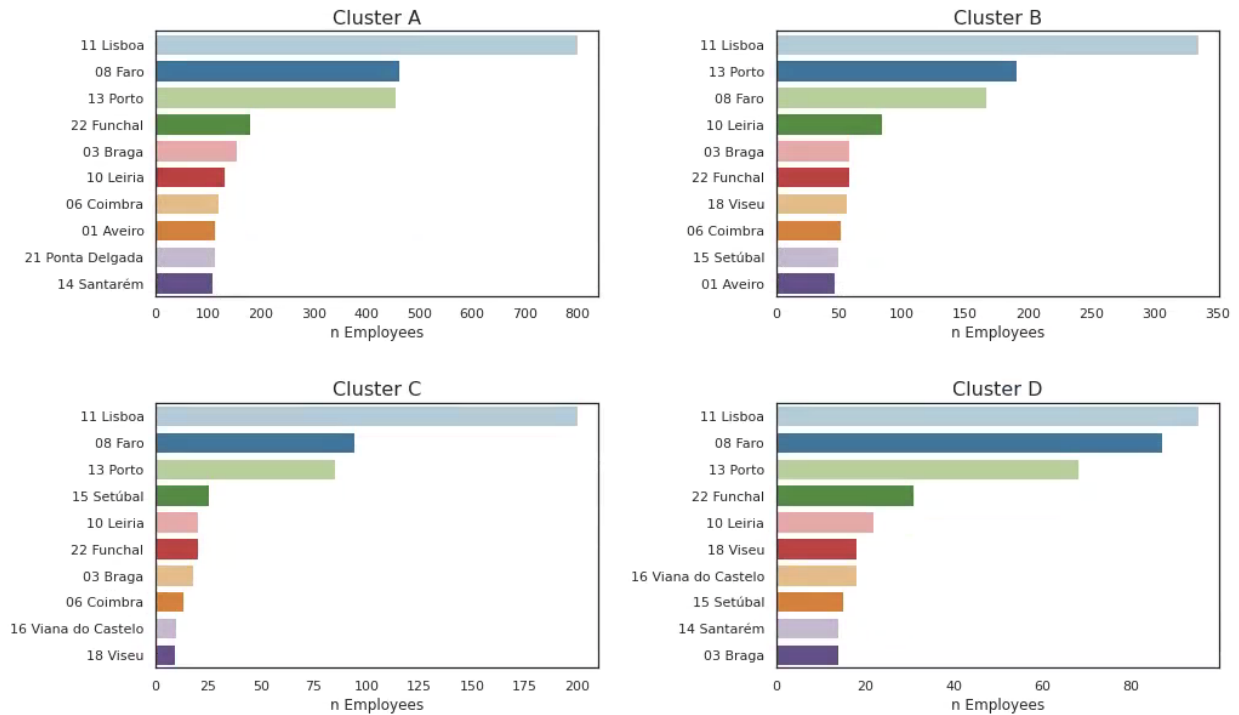 Cluster A
11 Lisboa
08 Faro
13 Porto
22 Funchal
03 Braga
10 Leiria
06 Coimbra
01 Aveiro
21 Ponta Delgada
14 Santarém
0 100 200 300 400 500 600 700 800
n Employees
Cluster B
11 Lisboa
13 Porto
08 Faro
10 Leiria
03 Braga
22 Funchal
18 Viseu
06 Coimbra
15 Setúbal
01 Aveiro
0 50 100 150 200 250 300 350
n Employees
Cluster C
11 Lisboa
08 Faro
13 Porto
15 Setúbal
10 Leiria
22 Funchal
03 Braga
06 Coimbra
16 Viana do Castelo
18 Viseu
0 25 50 75 100 125 150 175 200
n Employees
Cluster D
11 Lisboa
08 Faro
13 Porto
22 Funchal
10 Leiria
18 Viseu
16 Viana do Castelo
15 Setúbal
14 Santarém
03 Braga
0 20 40 60 80
n Employees